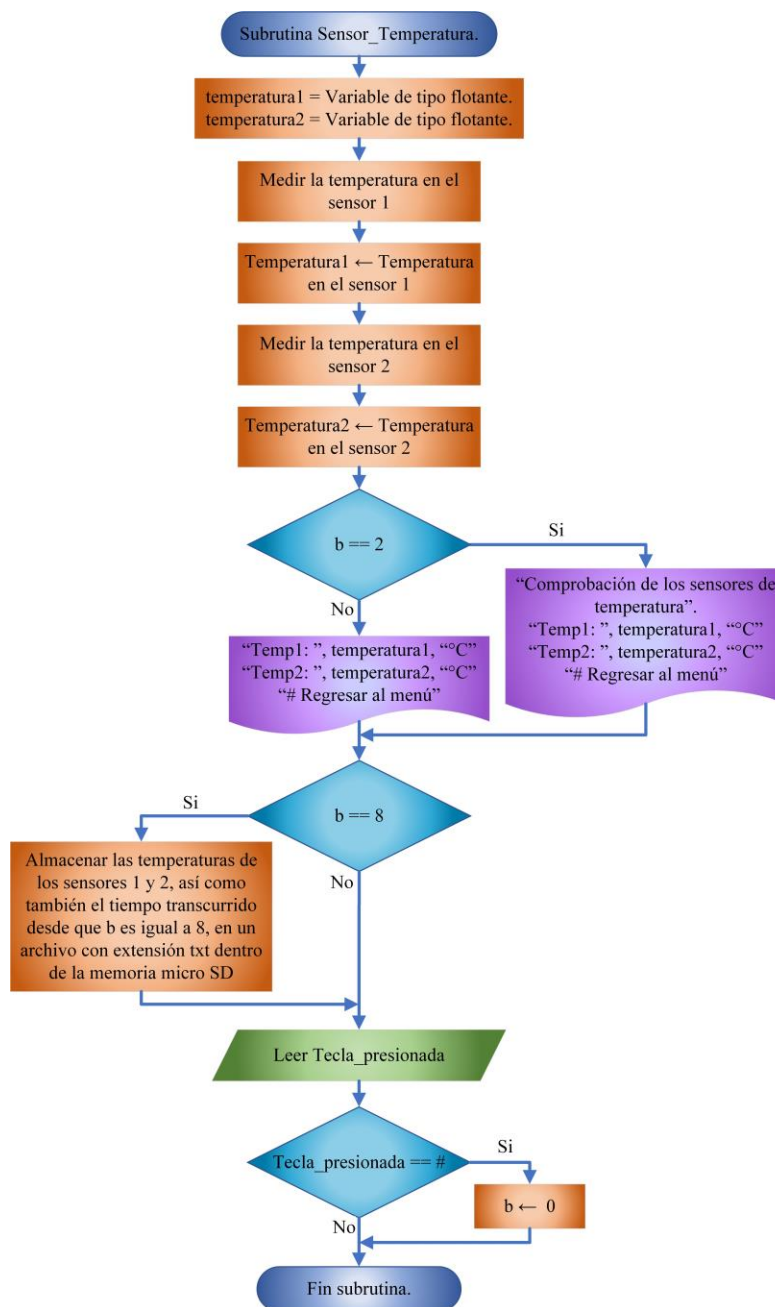 Subrutina Sensor_Temperatura.
temperatura1 = Variable de tipo flotante.
temperatura2 = Variable de tipo flotante.
Medir la temperatura en el
sensor 1
Temperatura1 ← Temperatura
en el sensor 1
Medir la temperatura en el
sensor 2
Temperatura2 ← Temperatura
en el sensor 2
b == 2
Si
“Comprobación de los sensores de
temperatura”.
“Temp1: ”, temperatura1, “°C”
“Temp2: ”, temperatura2, “°C”
“# Regresar al menú”
No
“Temp1: ”, temperatura1, “°C”
“Temp2: ”, temperatura2, “°C”
“# Regresar al menú”
b == 8
Si
Almacenar las temperaturas de
los sensores 1 y 2, así como
también el tiempo transcurrido
desde que b es igual a 8, en un
archivo con extensión txt dentro
de la memoria micro SD
No
Leer Tecla_presionada
Tecla_presionada == #
Si
b ← 0
No
Fin subrutina.